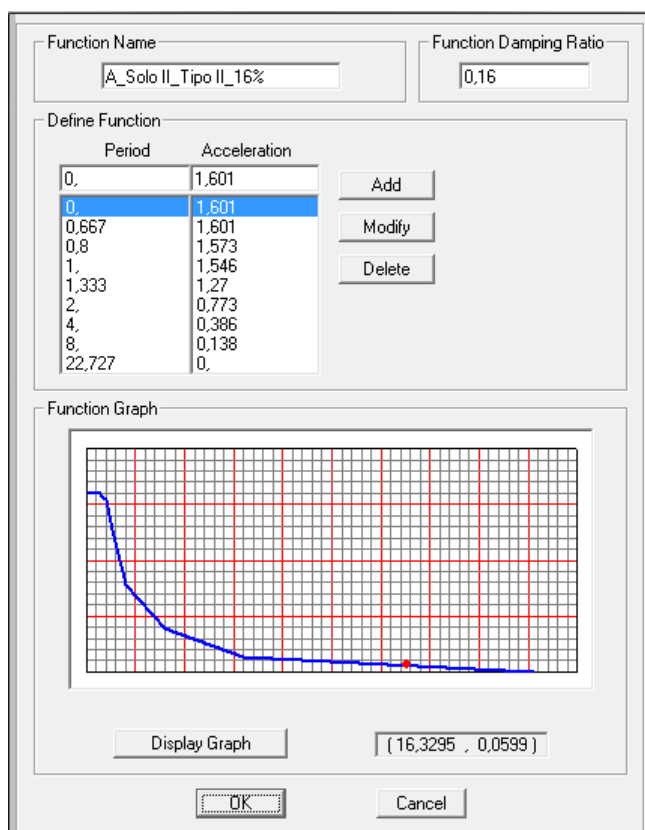 Function Name
Function Damping Ratio
A_Solo II_Tipo II_16%
0,16
Define Function
Period Acceleration
0, 1,601
Add
0, 1,601
0,667 1,601
Modify
0,8 1,573
1, 1,546
Delete
1,333 1,27
2, 0,773
4, 0,386
8, 0,138
22,727 0,
Function Graph
Display Graph
( 16,3295 , 0,0599 )
OK
Cancel